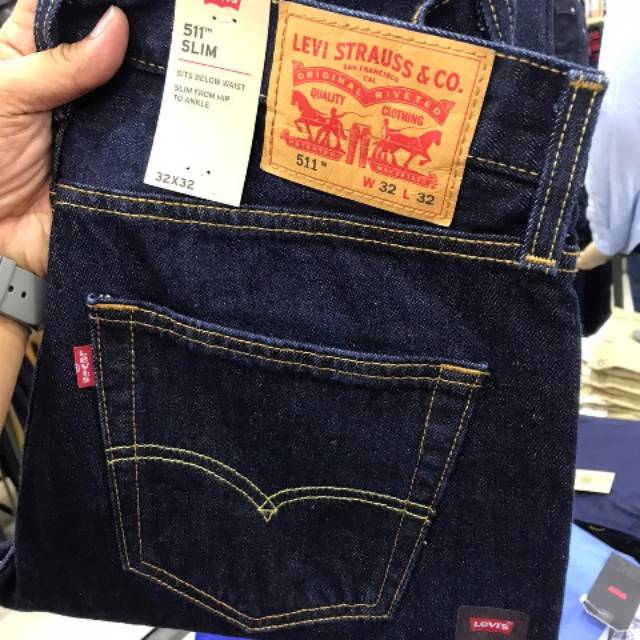 511™
SLIM
SITS BELOW WAIST
SLIM FROM HIP
TO ANKLE
32X32
LEVI STRAUSS & CO.
SAN FRANCISCO
CAL
ORIGINAL RIVETED
QUALITY CLOTHING
511™ W 32 L 32
LEVI'S
LEVI'S